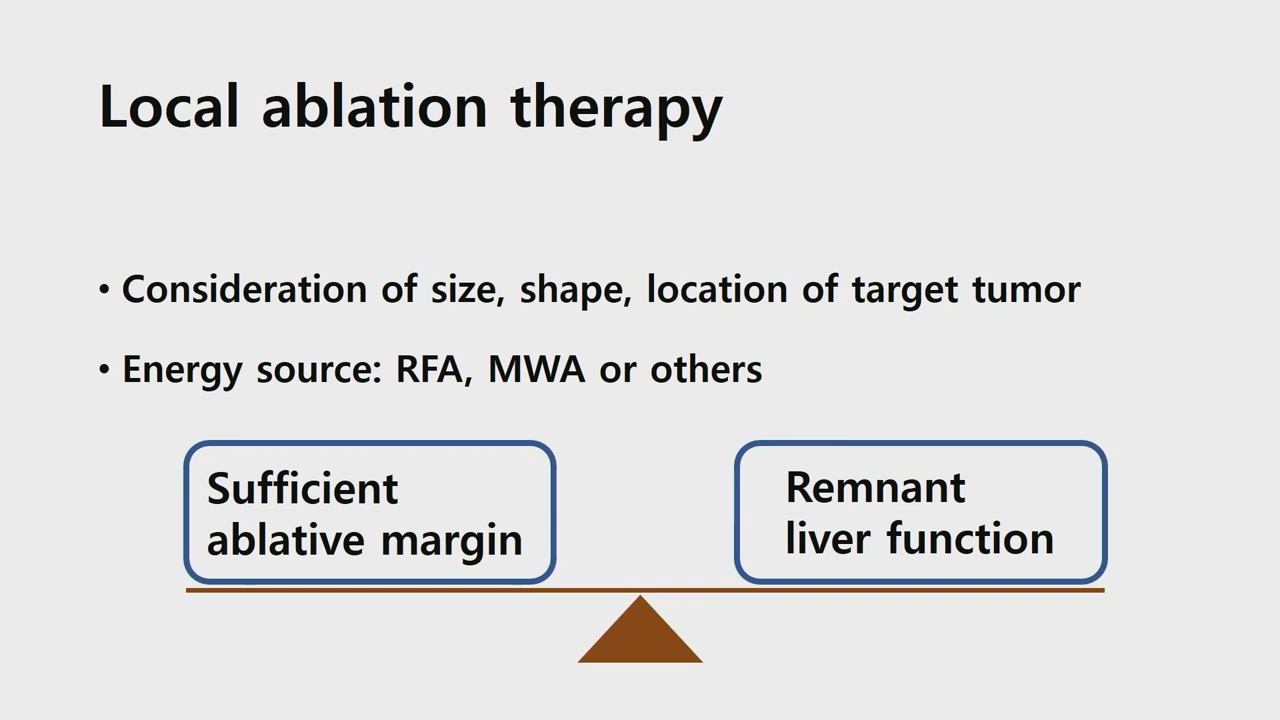 Local ablation therapy
• Consideration of size, shape, location of target tumor
• Energy source: RFA, MWA or others
Sufficient
ablative margin
Remnant
liver function